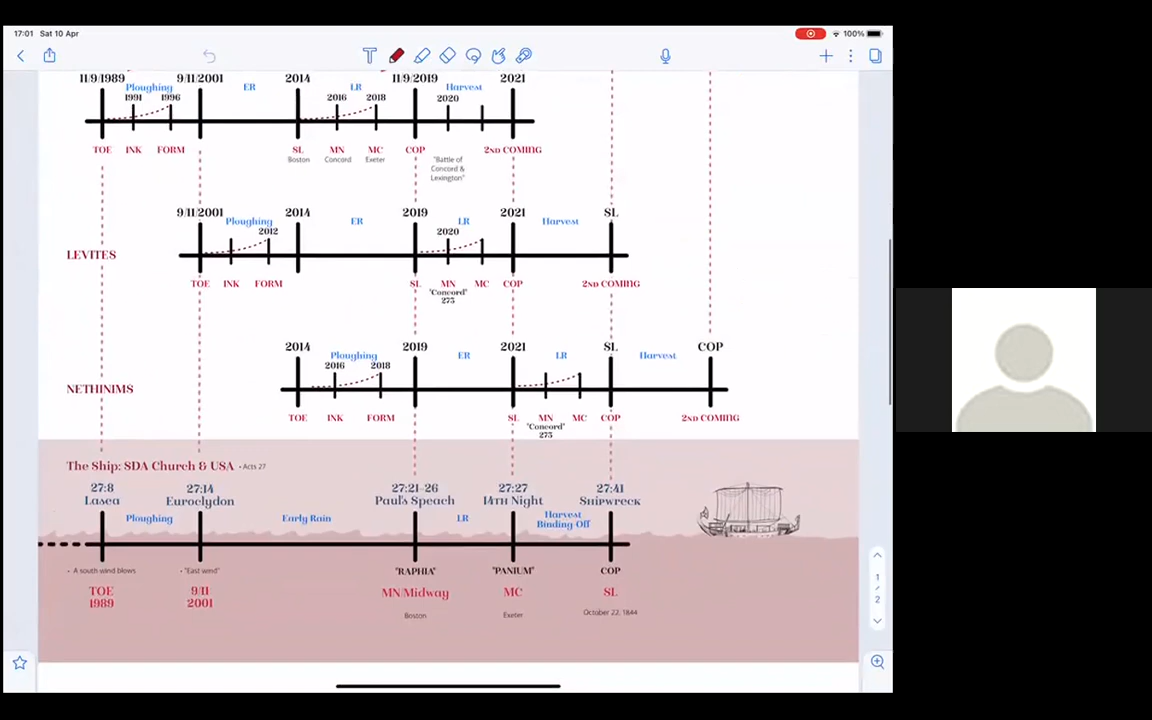 17:01 Sat 10 Apr
100%
11/9/1989 9/11/2001 2014 11/9/2019 2021
Ploughing ER LR Harvest
1991 1996 2016 2018 2020
TOE INK FORM SL MN MC COP 2ND COMING
Boston Concord Exeter "Battle of
Concord &
Lexington"
9/11/2001 2014 2019 2021 SL
Ploughing ER LR Harvest
2012 2020
LEVITES
TOE INK FORM SL MN MC COP 2ND COMING
"Concord"
273
2014 2019 2021 SL COP
Ploughing ER LR Harvest
2016 2018
NETHINIMS
TOE INK FORM SL MN MC COP 2ND COMING
"Concord"
273
The Ship: SDA Church & USA • Acts 27
27:8 27:14 27:21-26 27:27 27:41
Lasea Euroclydon Paul's Speach 14TH Night Shipwreck
Ploughing Early Rain LR Harvest
Binding Off
• A south wind blows • "East wind" "RAPHIA" "PANIUM" COP
TOE 9/11 MN/Midway MC SL
1989 2001
Boston Exeter October 22, 1844
1
/
2